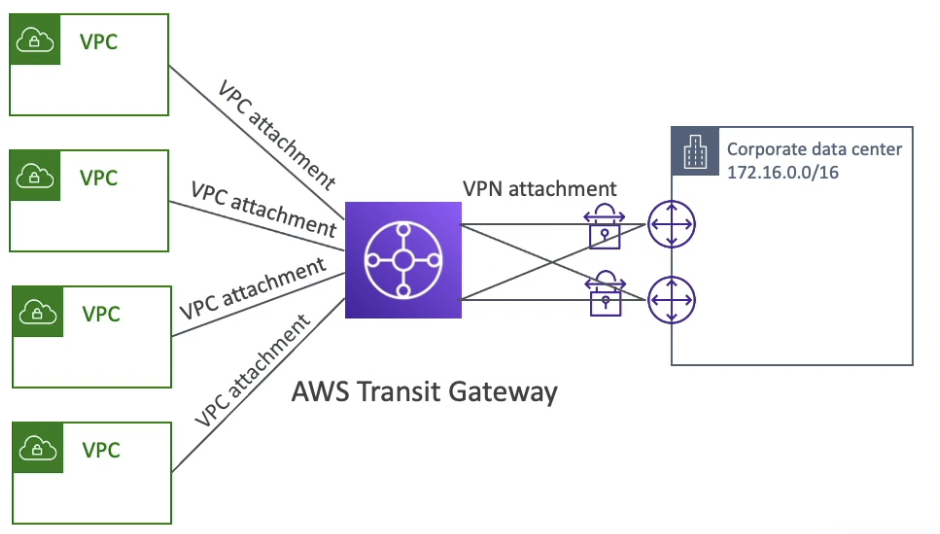 VPC
VPC attachment
VPC
VPC attachment
VPC
VPC attachment
VPC
VPC attachment
AWS Transit Gateway
VPN attachment
Corporate data center
172.16.0.0/16